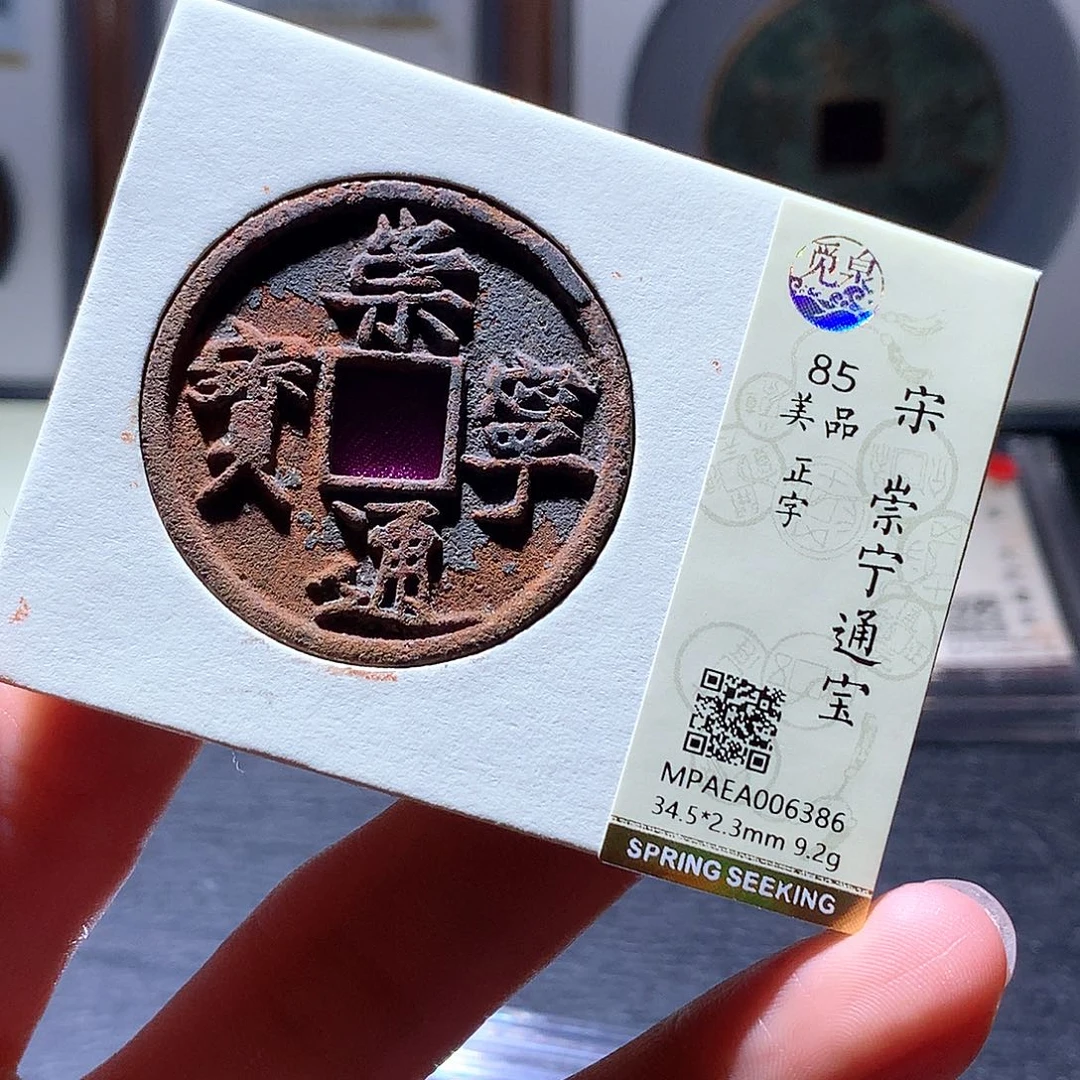 崇
寧
通
寳
觅泉
85
美品
正字
宋 崇宁通宝
MPAEA006386
34.5*2.3mm 9.2g
SPRING SEEKING